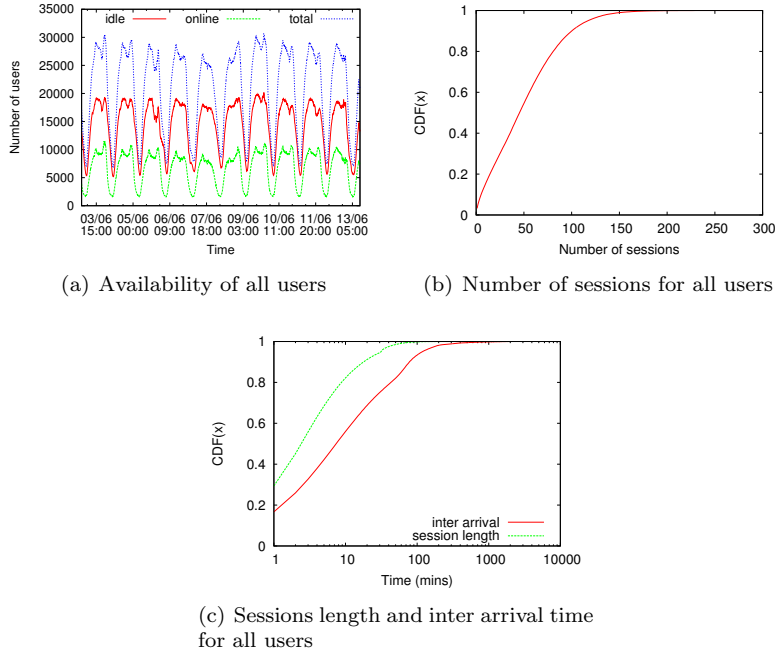 idle online total
Number of users
35000
30000
25000
20000
15000
10000
5000
0
03/06 05/06 06/09 07/06 09/03 10/06 11/06 13/06
15:00 00:00 09:00 18:00 03:00 11:00 20:00 05:00
Time
(a) Availability of all users
CDF(x)
1
0.8
0.6
0.4
0.2
0
0 50 100 150 200 250 300
Number of sessions
(b) Number of sessions for all users
CDF(x)
1
0.8
0.6
0.4
0.2
0
inter arrival
session length
1 10 100 1000 10000
Time (mins)
(c) Sessions length and inter arrival time
for all users